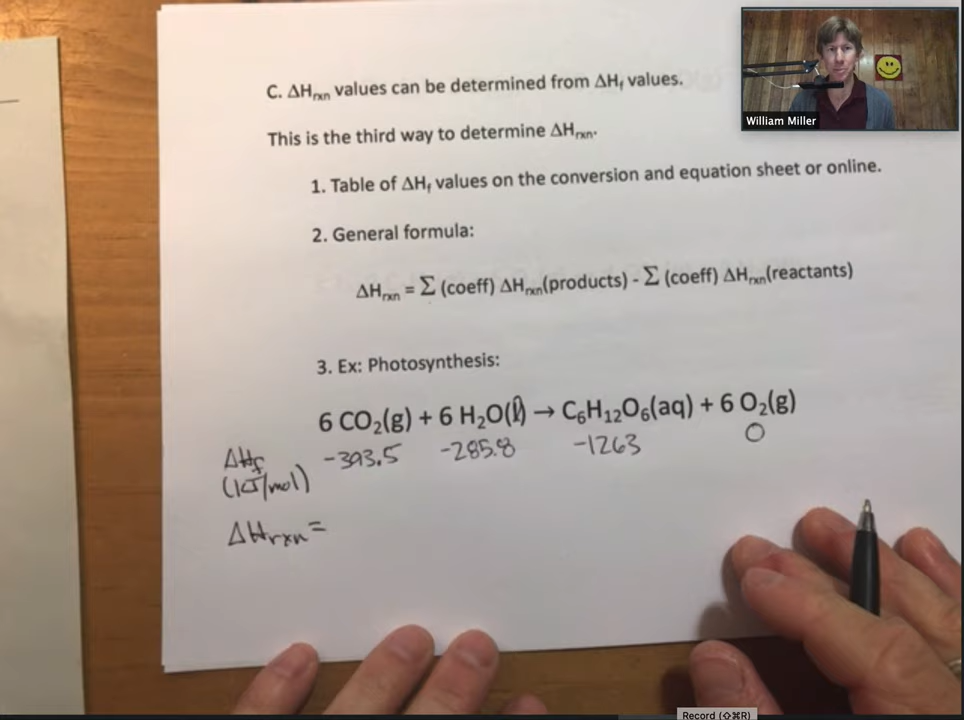 C. ΔHrxn values can be determined from ΔHf values.
This is the third way to determine ΔHrxn.
1. Table of ΔHf values on the conversion and equation sheet or online.
2. General formula:
ΔHrxn = Σ (coeff) ΔHrxn(products) - Σ (coeff) ΔHrxn(reactants)
3. Ex: Photosynthesis:
6 CO₂(g) + 6 H₂O(l) → C₆H₁₂O₆(aq) + 6 O₂(g)
ΔHf -393.5 -285.8 -1263 0
(kJ/mol)
ΔHrxn =
William Miller
Record (⇧⌘R)